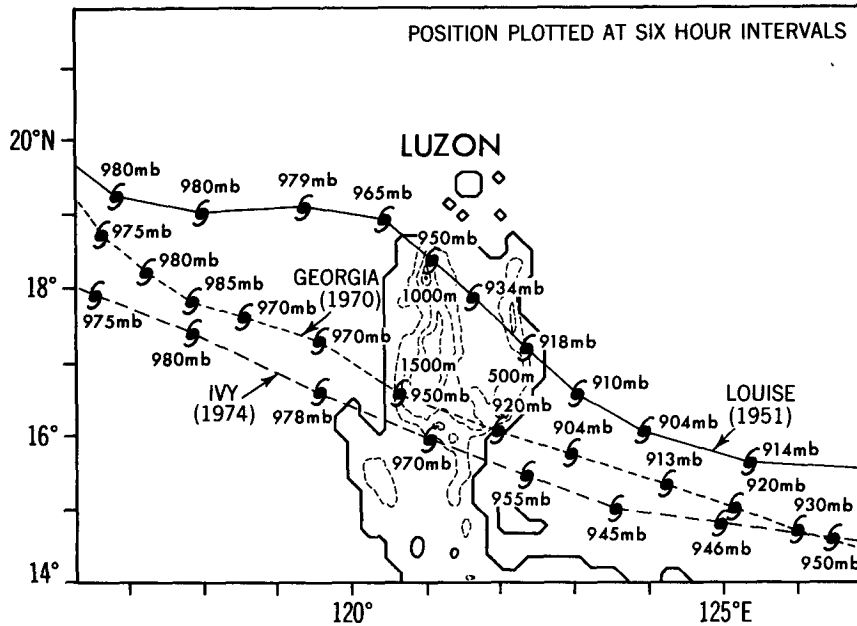 POSITION PLOTTED AT SIX HOUR INTERVALS
20°N
LUZON
980mb
980mb
979mb
965mb
975mb
950mb
980mb
GEORGIA
(1970)
934mb
18°
985mb
970mb
1000m
975mb
970mb
918mb
980mb
1500m
500m
910mb
IVY
(1974)
950mb
920mb
LOUISE
(1951)
978mb
904mb
904mb
16°
914mb
970mb
913mb
955mb
920mb
930mb
945mb
946mb
950mb
14°
120°
125°E